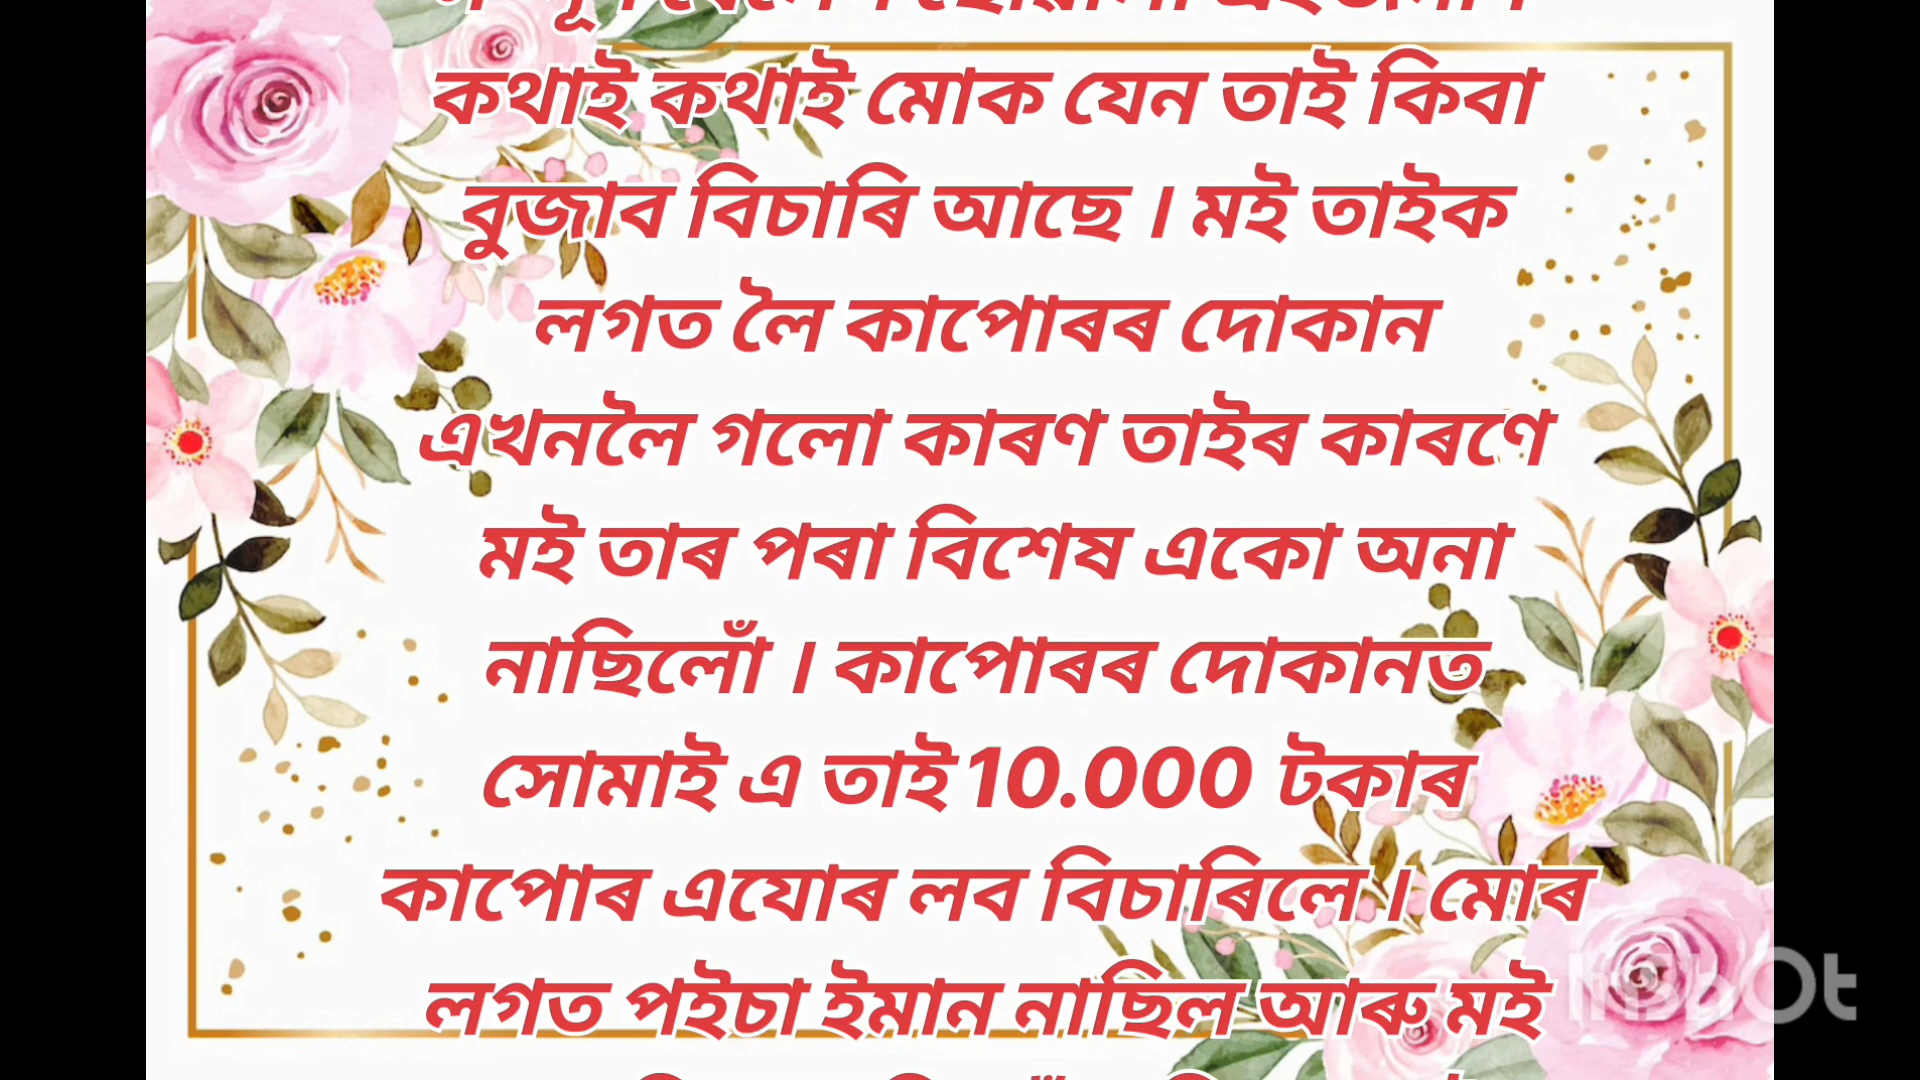 কথাই কথাই মোক যেন তাই কিবা
বুজাব বিচাৰি আছে । মই তাইক
লগত লৈ কাপোৰৰ দোকান
এখনলৈ গলো কাৰণ তাইৰ কাৰণে
মই তাৰ পৰা বিশেষ একো অনা
নাছিলোঁ । কাপোৰৰ দোকানত
সোমাই এ তাই 10.000 টকাৰ
কাপোৰ এযোৰ লব বিচাৰিলে । মোৰ
লগত পইচা ইমান নাছিল আৰু মই
InShOt